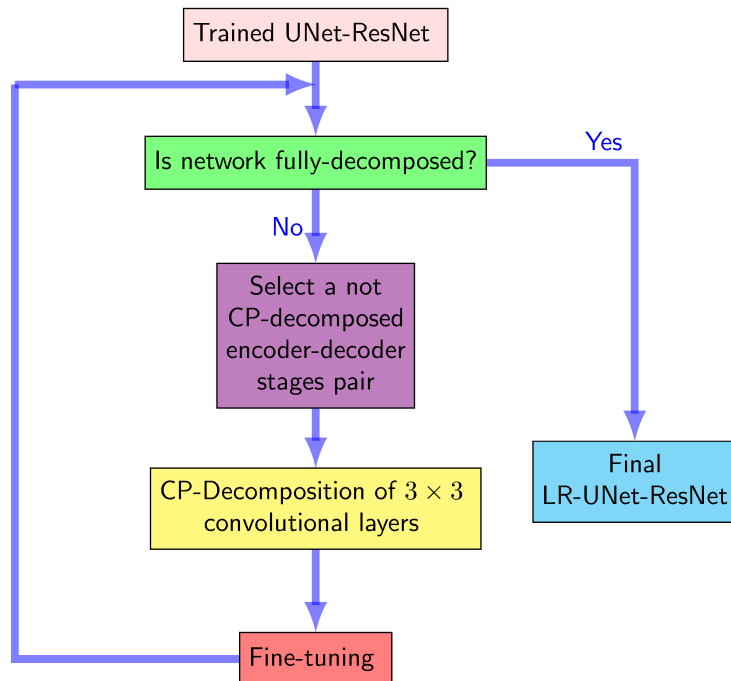 Trained UNet-ResNet
Is network fully-decomposed?
Yes
No
Select a not
CP-decomposed
encoder-decoder
stages pair
CP-Decomposition of 3 × 3
convolutional layers
Final
LR-UNet-ResNet
Fine-tuning